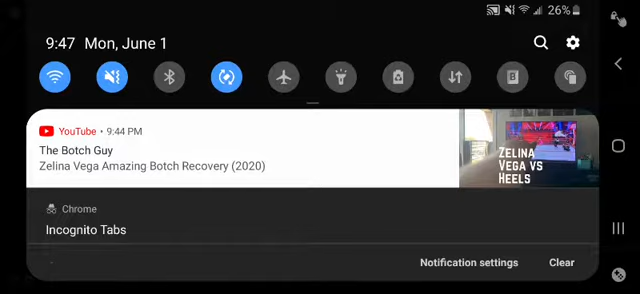 26%
9:47 Mon, June 1
B
YouTube • 9:44 PM
The Botch Guy
Zelina Vega Amazing Botch Recovery (2020)
ZELINA
VEGA VS
HEELS
Chrome
Incognito Tabs
Notification settings Clear